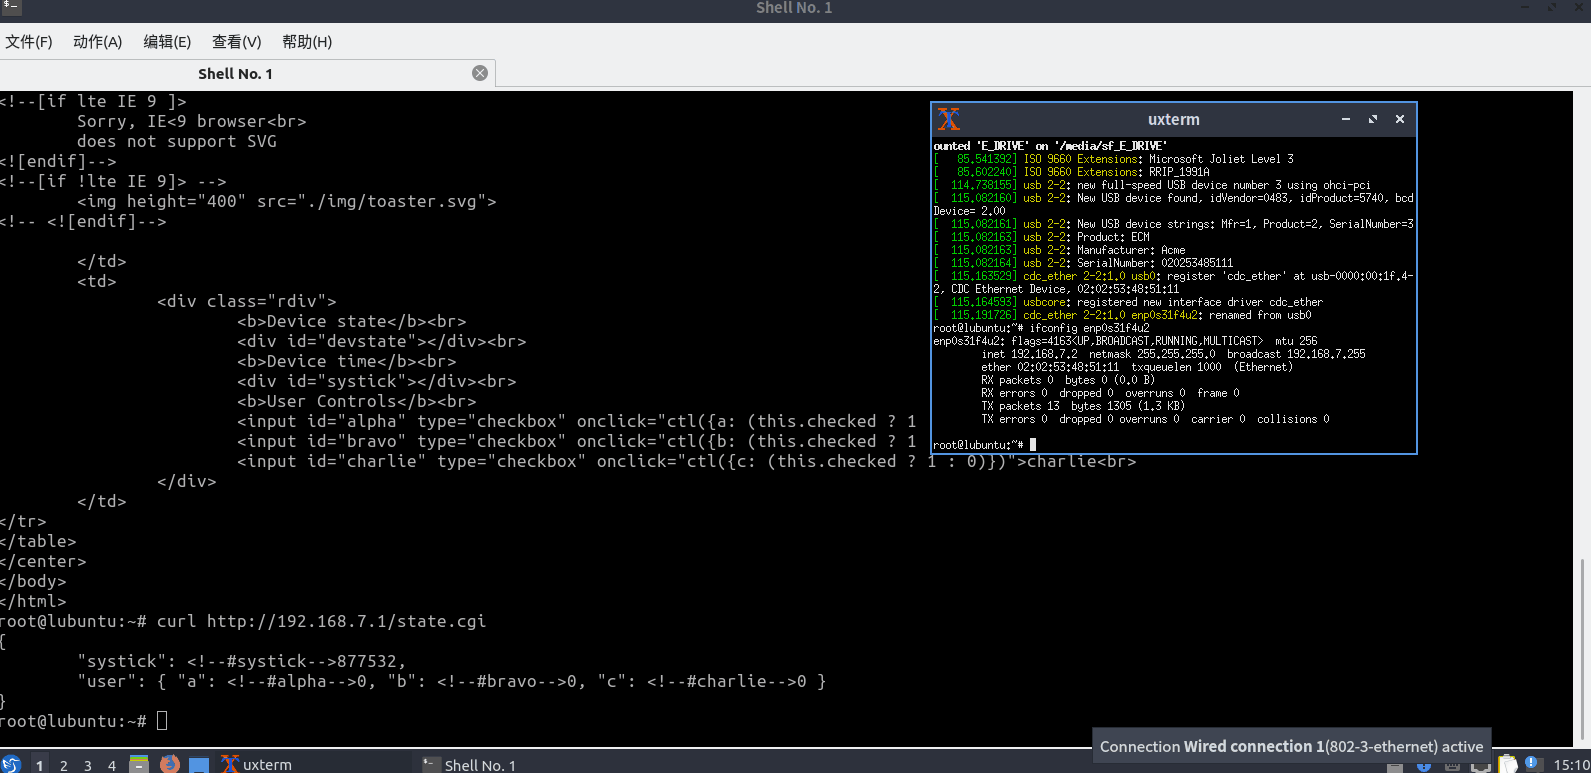 Shell No. 1
文件(F) 动作(A) 编辑(E) 查看(V) 帮助(H)
Shell No. 1
<!--[if lte IE 9 ]>
Sorry, IE<9 browser<br>
does not support SVG
<![endif]-->
<!--[if !lte IE 9]> -->
<img height="400" src="./img/toaster.svg">
<!-- <![endif]-->
</td>
<td>
<div class="rdiv">
<b>Device state</b><br>
<div id="devstate"></div><br>
<b>Device time</b><br>
<div id="systick"></div><br>
<b>User Controls</b><br>
<input id="alpha" type="checkbox" onclick="ctl({a: (this.checked ? 1
<input id="bravo" type="checkbox" onclick="ctl({b: (this.checked ? 1
<input id="charlie" type="checkbox" onclick="ctl({c: (this.checked ? 1 : 0)})">charlie<br>
</div>
</td>
</tr>
</table>
</center>
</body>
</html>
root@lubuntu:~# curl http://192.168.7.1/state.cgi
{
"systick": <!--#systick-->877532,
"user": { "a": <!--#alpha-->0, "b": <!--#bravo-->0, "c": <!--#charlie-->0 }
}
root@lubuntu:~#
uxterm
ounted 'E_DRIVE' on '/media/sf_E_DRIVE'
[   85.541392] ISO 9660 Extensions: Microsoft Joliet Level 3
[   85.602240] ISO 9660 Extensions: RRIP_1991A
[  114.738155] usb 2-2: new full-speed USB device number 3 using ohci-pci
[  115.082160] usb 2-2: New USB device found, idVendor=0483, idProduct=5740, bcd
Device= 2.00
[  115.082161] usb 2-2: New USB device strings: Mfr=1, Product=2, SerialNumber=3
[  115.082163] usb 2-2: Product: ECM
[  115.082163] usb 2-2: Manufacturer: Acme
[  115.082164] usb 2-2: SerialNumber: 020253485111
[  115.163529] cdc_ether 2-2:1.0 usb0: register 'cdc_ether' at usb-0000:00:1f.4-
2, CDC Ethernet Device, 02:02:53:48:51:11
[  115.164593] usbcore: registered new interface driver cdc_ether
[  115.191726] cdc_ether 2-2:1.0 enp0s31f4u2: renamed from usb0
root@lubuntu:~# ifconfig enp0s31f4u2
enp0s31f4u2: flags=4163<UP,BROADCAST,RUNNING,MULTICAST>  mtu 256
inet 192.168.7.2  netmask 255.255.255.0  broadcast 192.168.7.255
ether 02:02:53:48:51:11  txqueuelen 1000  (Ethernet)
RX packets 0  bytes 0 (0.0 B)
RX errors 0  dropped 0  overruns 0  frame 0
TX packets 13  bytes 1305 (1.3 KB)
TX errors 0  dropped 0 overruns 0  carrier 0  collisions 0
root@lubuntu:~#
Connection Wired connection 1(802-3-ethernet) active
1 2 3 4 uxterm Shell No. 1 15:10